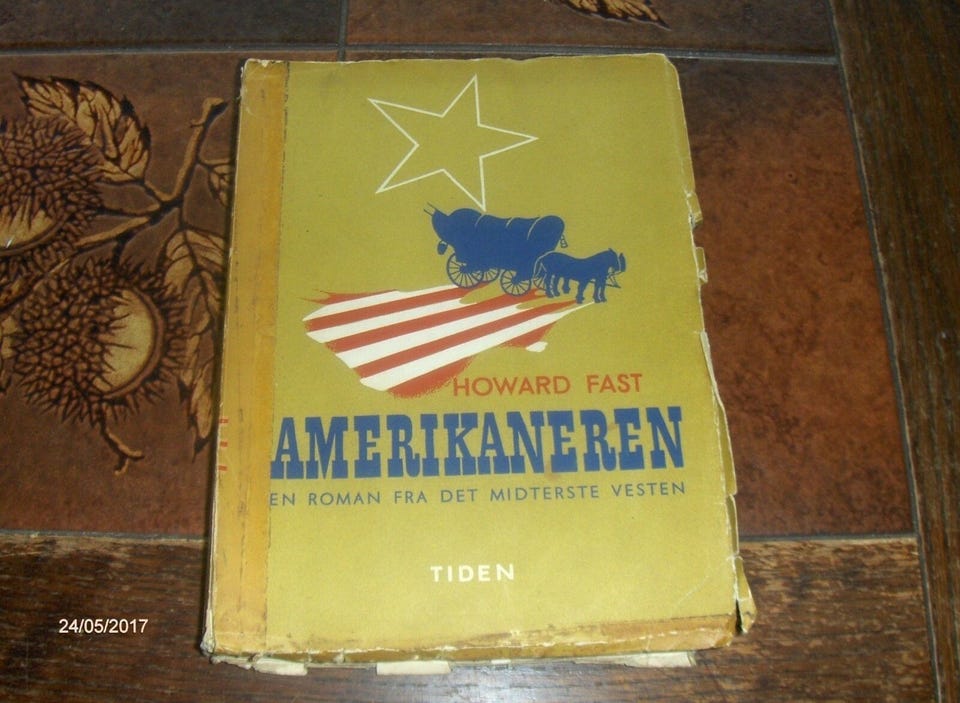 HOWARD FAST
AMERIKANEREN
EN ROMAN FRA DET MIDTERSTE VESTEN
TIDEN
24/05/2017